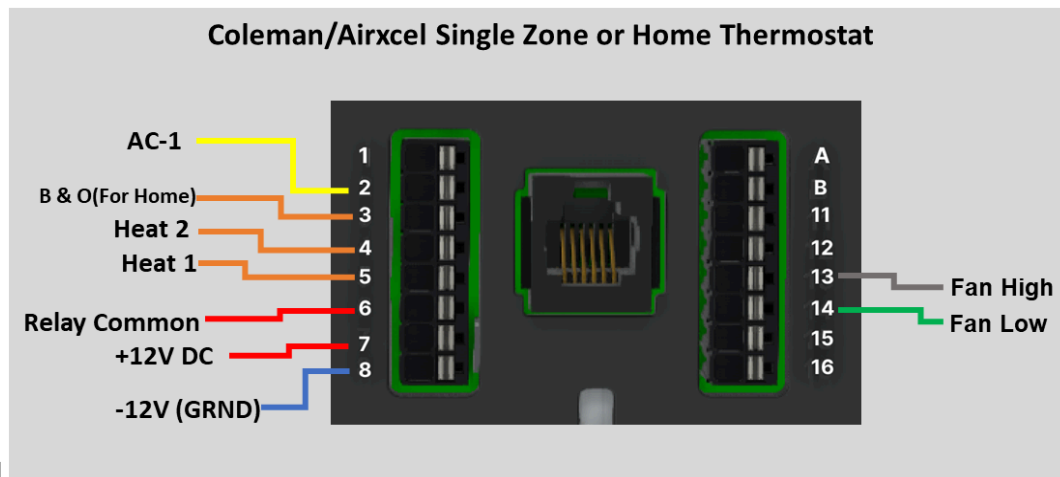 Coleman/Airxcel Single Zone or Home Thermostat
AC-1
B & O(For Home)
Heat 2
Heat 1
Relay Common
+12V DC
-12V (GRND)
1
2
3
4
5
6
7
8
A
B
11
12
13
14
15
16
Fan High
Fan Low